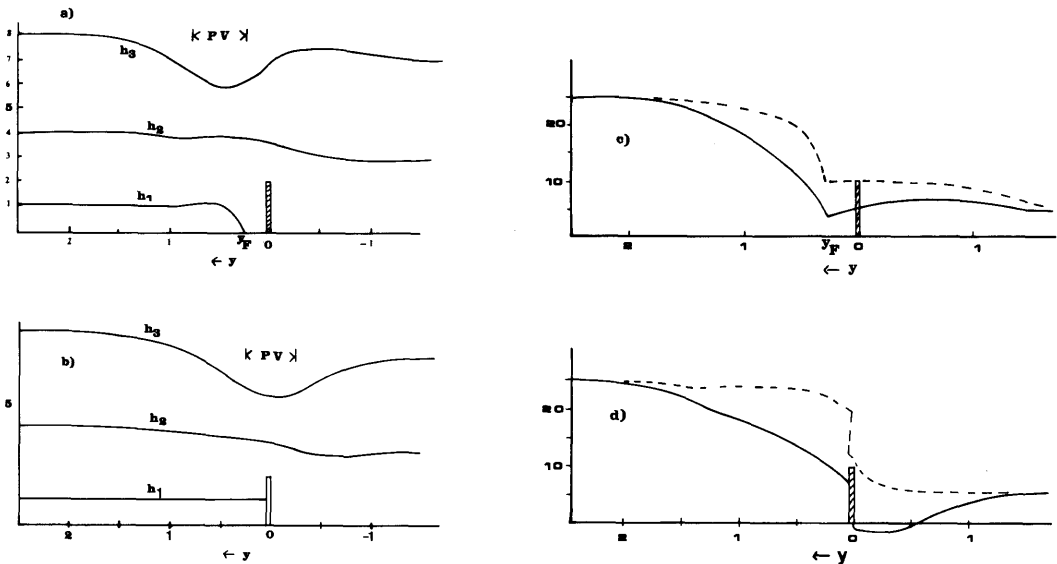 a)
8
7
6
5
4
3
2
1
h3
|< PV >|
h2
h1
2 1 yF 0 -1
← y
b)
5
h3
|< PV >|
h2
h1
2 1 0 -1
← y
c)
20
10
2 1 yF 0 1
← y
d)
20
10
2 1 0 1
← y